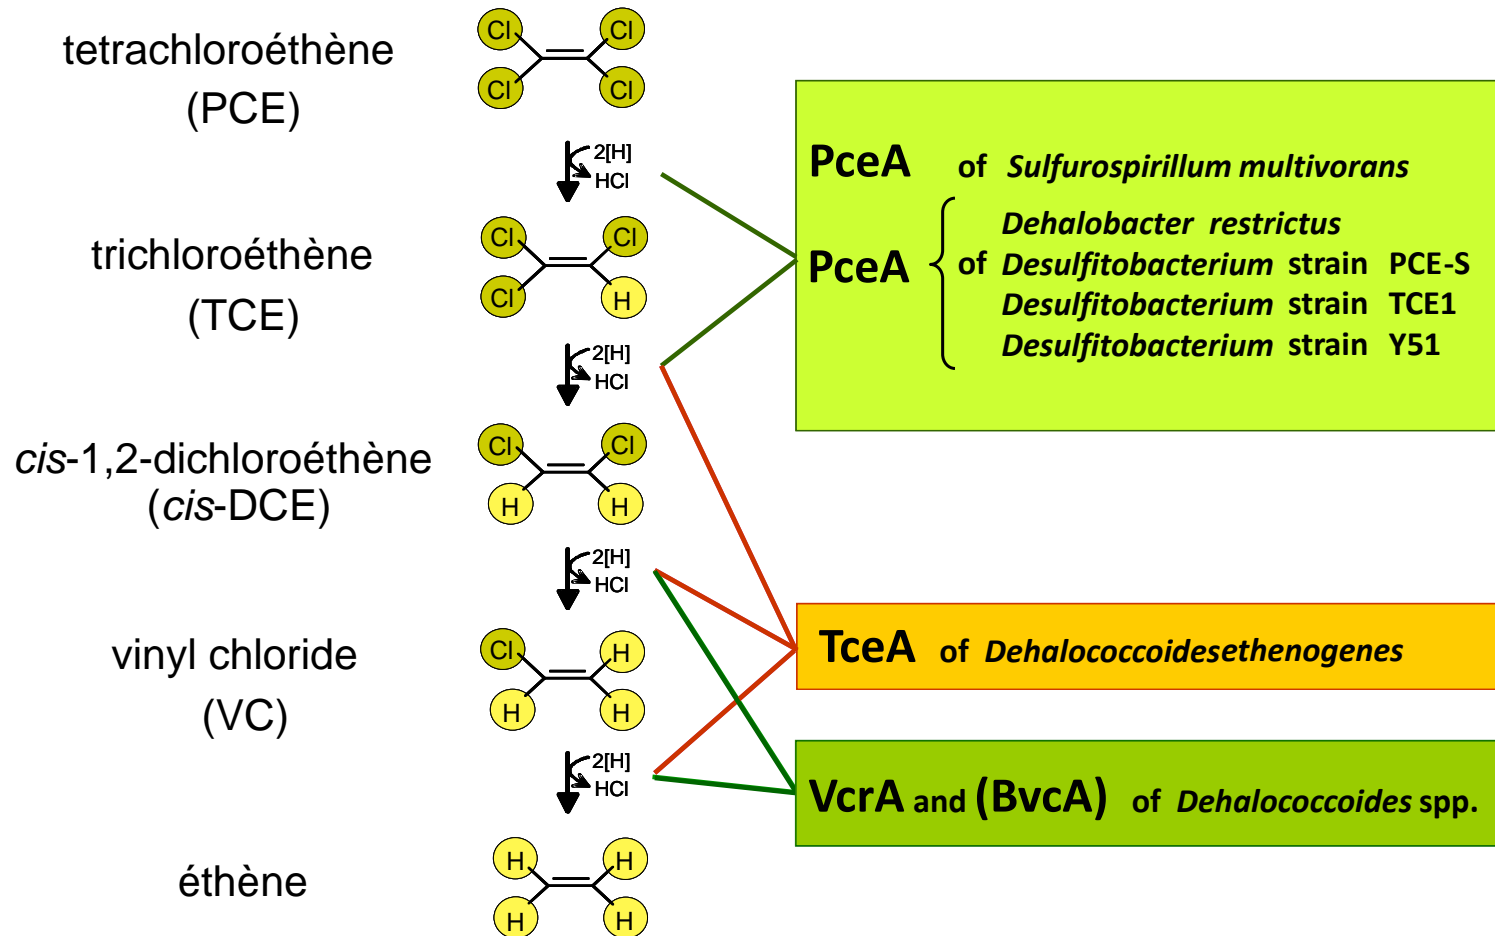 tetrachloroéthène
(PCE)
Cl Cl
Cl Cl
2[H]
HCl
trichloroéthène
(TCE)
Cl Cl
Cl H
2[H]
HCl
cis-1,2-dichloroéthène
(cis-DCE)
Cl Cl
H H
2[H]
HCl
vinyl chloride
(VC)
Cl H
H H
2[H]
HCl
éthène
H H
H H
PceA of Sulfurospirillum multivorans
Dehalobacter restrictus
PceA of Desulfitobacterium strain PCE-S
Desulfitobacterium strain TCE1
Desulfitobacterium strain Y51
TceA of Dehalococcoidesethenogenes
VcrA and (BvcA) of Dehalococcoides spp.